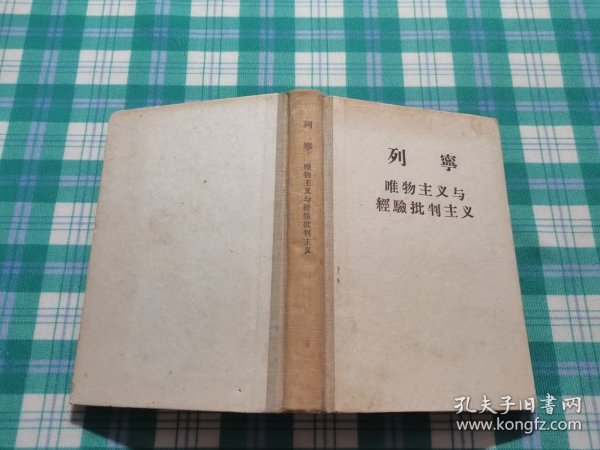 列寧
唯物主义与
經驗批判主义
列寧 唯物主义与經驗批判主义
孔夫子旧書网
www.kongfz.com